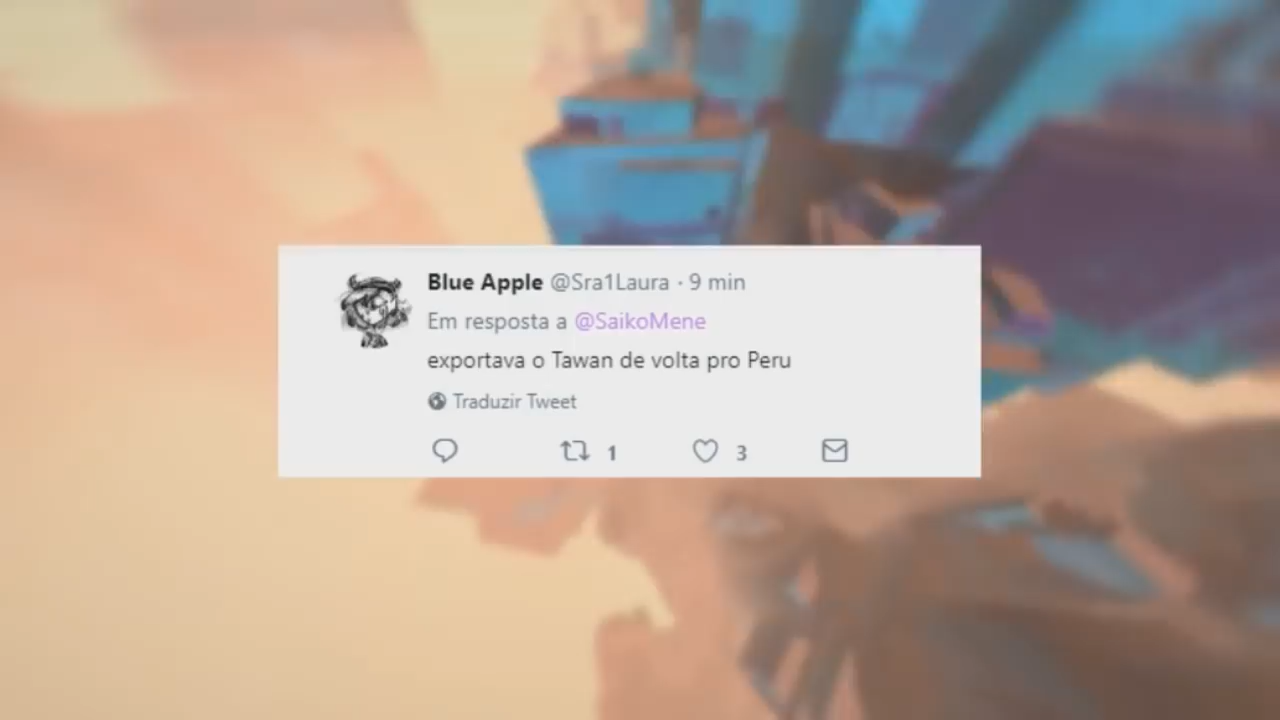 Blue Apple @Sra1Laura · 9 min
Em resposta a @SaikoMene
exportava o Tawan de volta pro Peru
Traduzir Tweet
1 3